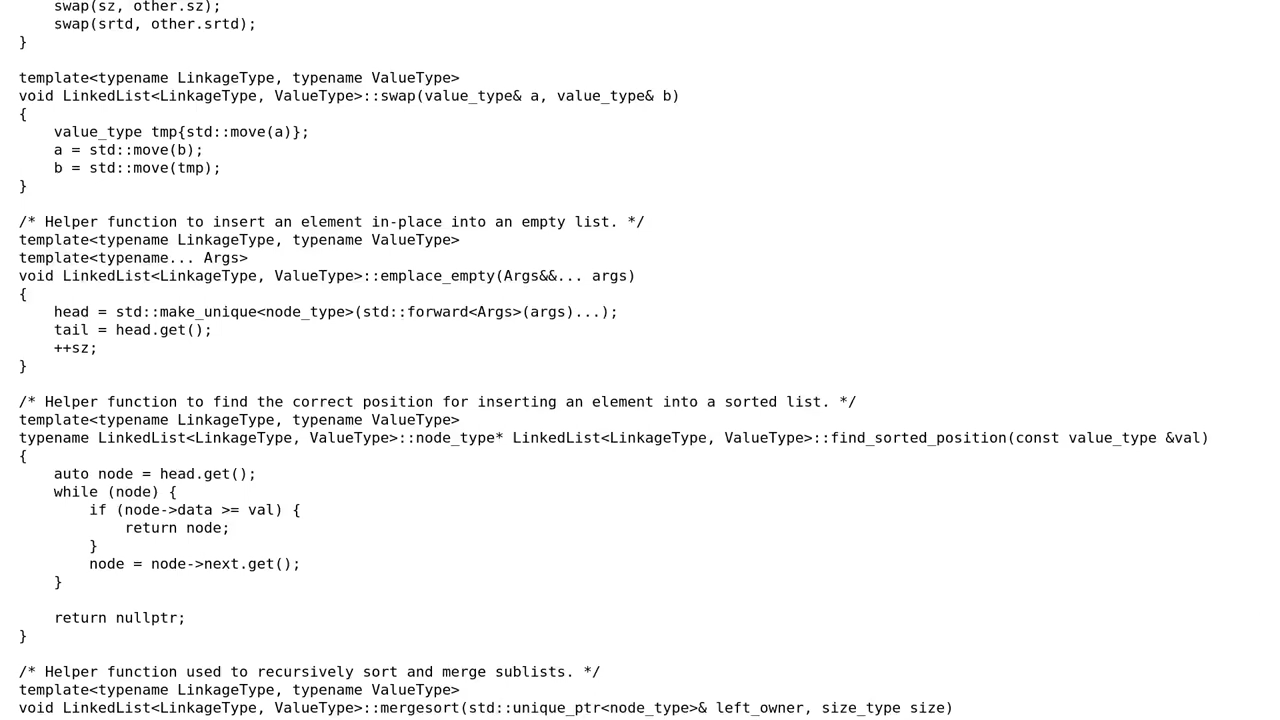 swap(sz, other.sz);
    swap(srtd, other.srtd);
}

template<typename LinkageType, typename ValueType>
void LinkedList<LinkageType, ValueType>::swap(value_type& a, value_type& b)
{
    value_type tmp{std::move(a)};
    a = std::move(b);
    b = std::move(tmp);
}

/* Helper function to insert an element in-place into an empty list. */
template<typename LinkageType, typename ValueType>
template<typename... Args>
void LinkedList<LinkageType, ValueType>::emplace_empty(Args&&... args)
{
    head = std::make_unique<node_type>(std::forward<Args>(args)...);
    tail = head.get();
    ++sz;
}

/* Helper function to find the correct position for inserting an element into a sorted list. */
template<typename LinkageType, typename ValueType>
typename LinkedList<LinkageType, ValueType>::node_type* LinkedList<LinkageType, ValueType>::find_sorted_position(const value_type &val)
{
    auto node = head.get();
    while (node) {
        if (node->data >= val) {
            return node;
        }
        node = node->next.get();
    }

    return nullptr;
}

/* Helper function used to recursively sort and merge sublists. */
template<typename LinkageType, typename ValueType>
void LinkedList<LinkageType, ValueType>::mergesort(std::unique_ptr<node_type>& left_owner, size_type size)